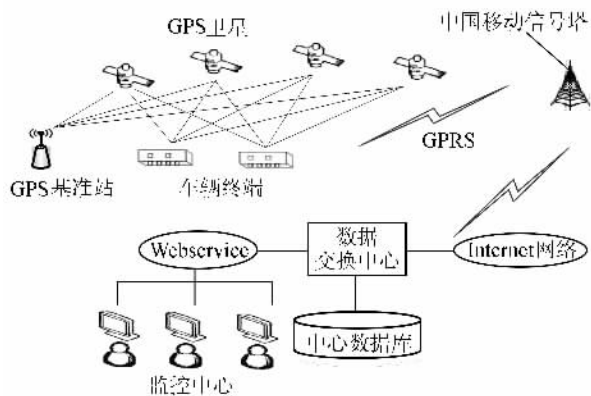 GPS卫星
中国移动信号塔
GPRS
GPS基准站
车辆终端
Webservice
数据
交换中心
Internet网络
中心数据库
监控中心